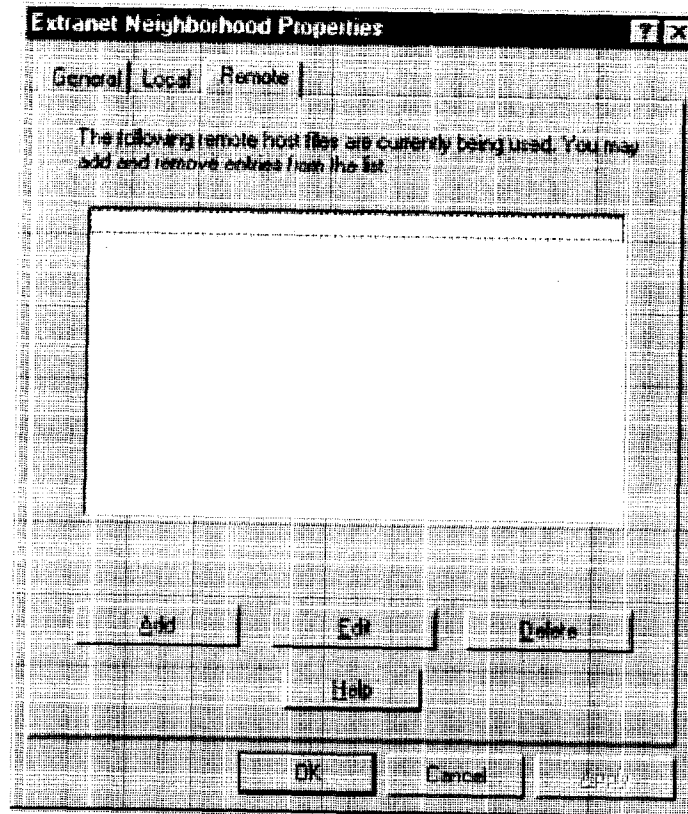 Extranet Neighborhood Properties
General Local Remote
The following remote host files are currently being used. You may
add and remove entries from the list.
Add Edit Delete
Help
OK Cancel Apply